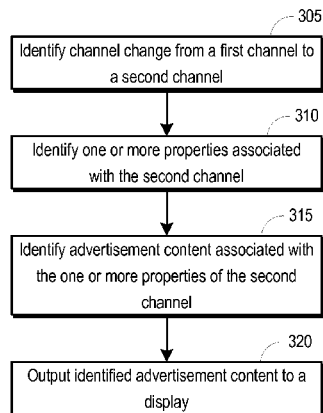 305
Identify channel change from a first channel to
a second channel
310
Identify one or more properties associated
with the second channel
315
Identify advertisement content associated with
the one or more properties of the second
channel
320
Output identified advertisement content to a
display